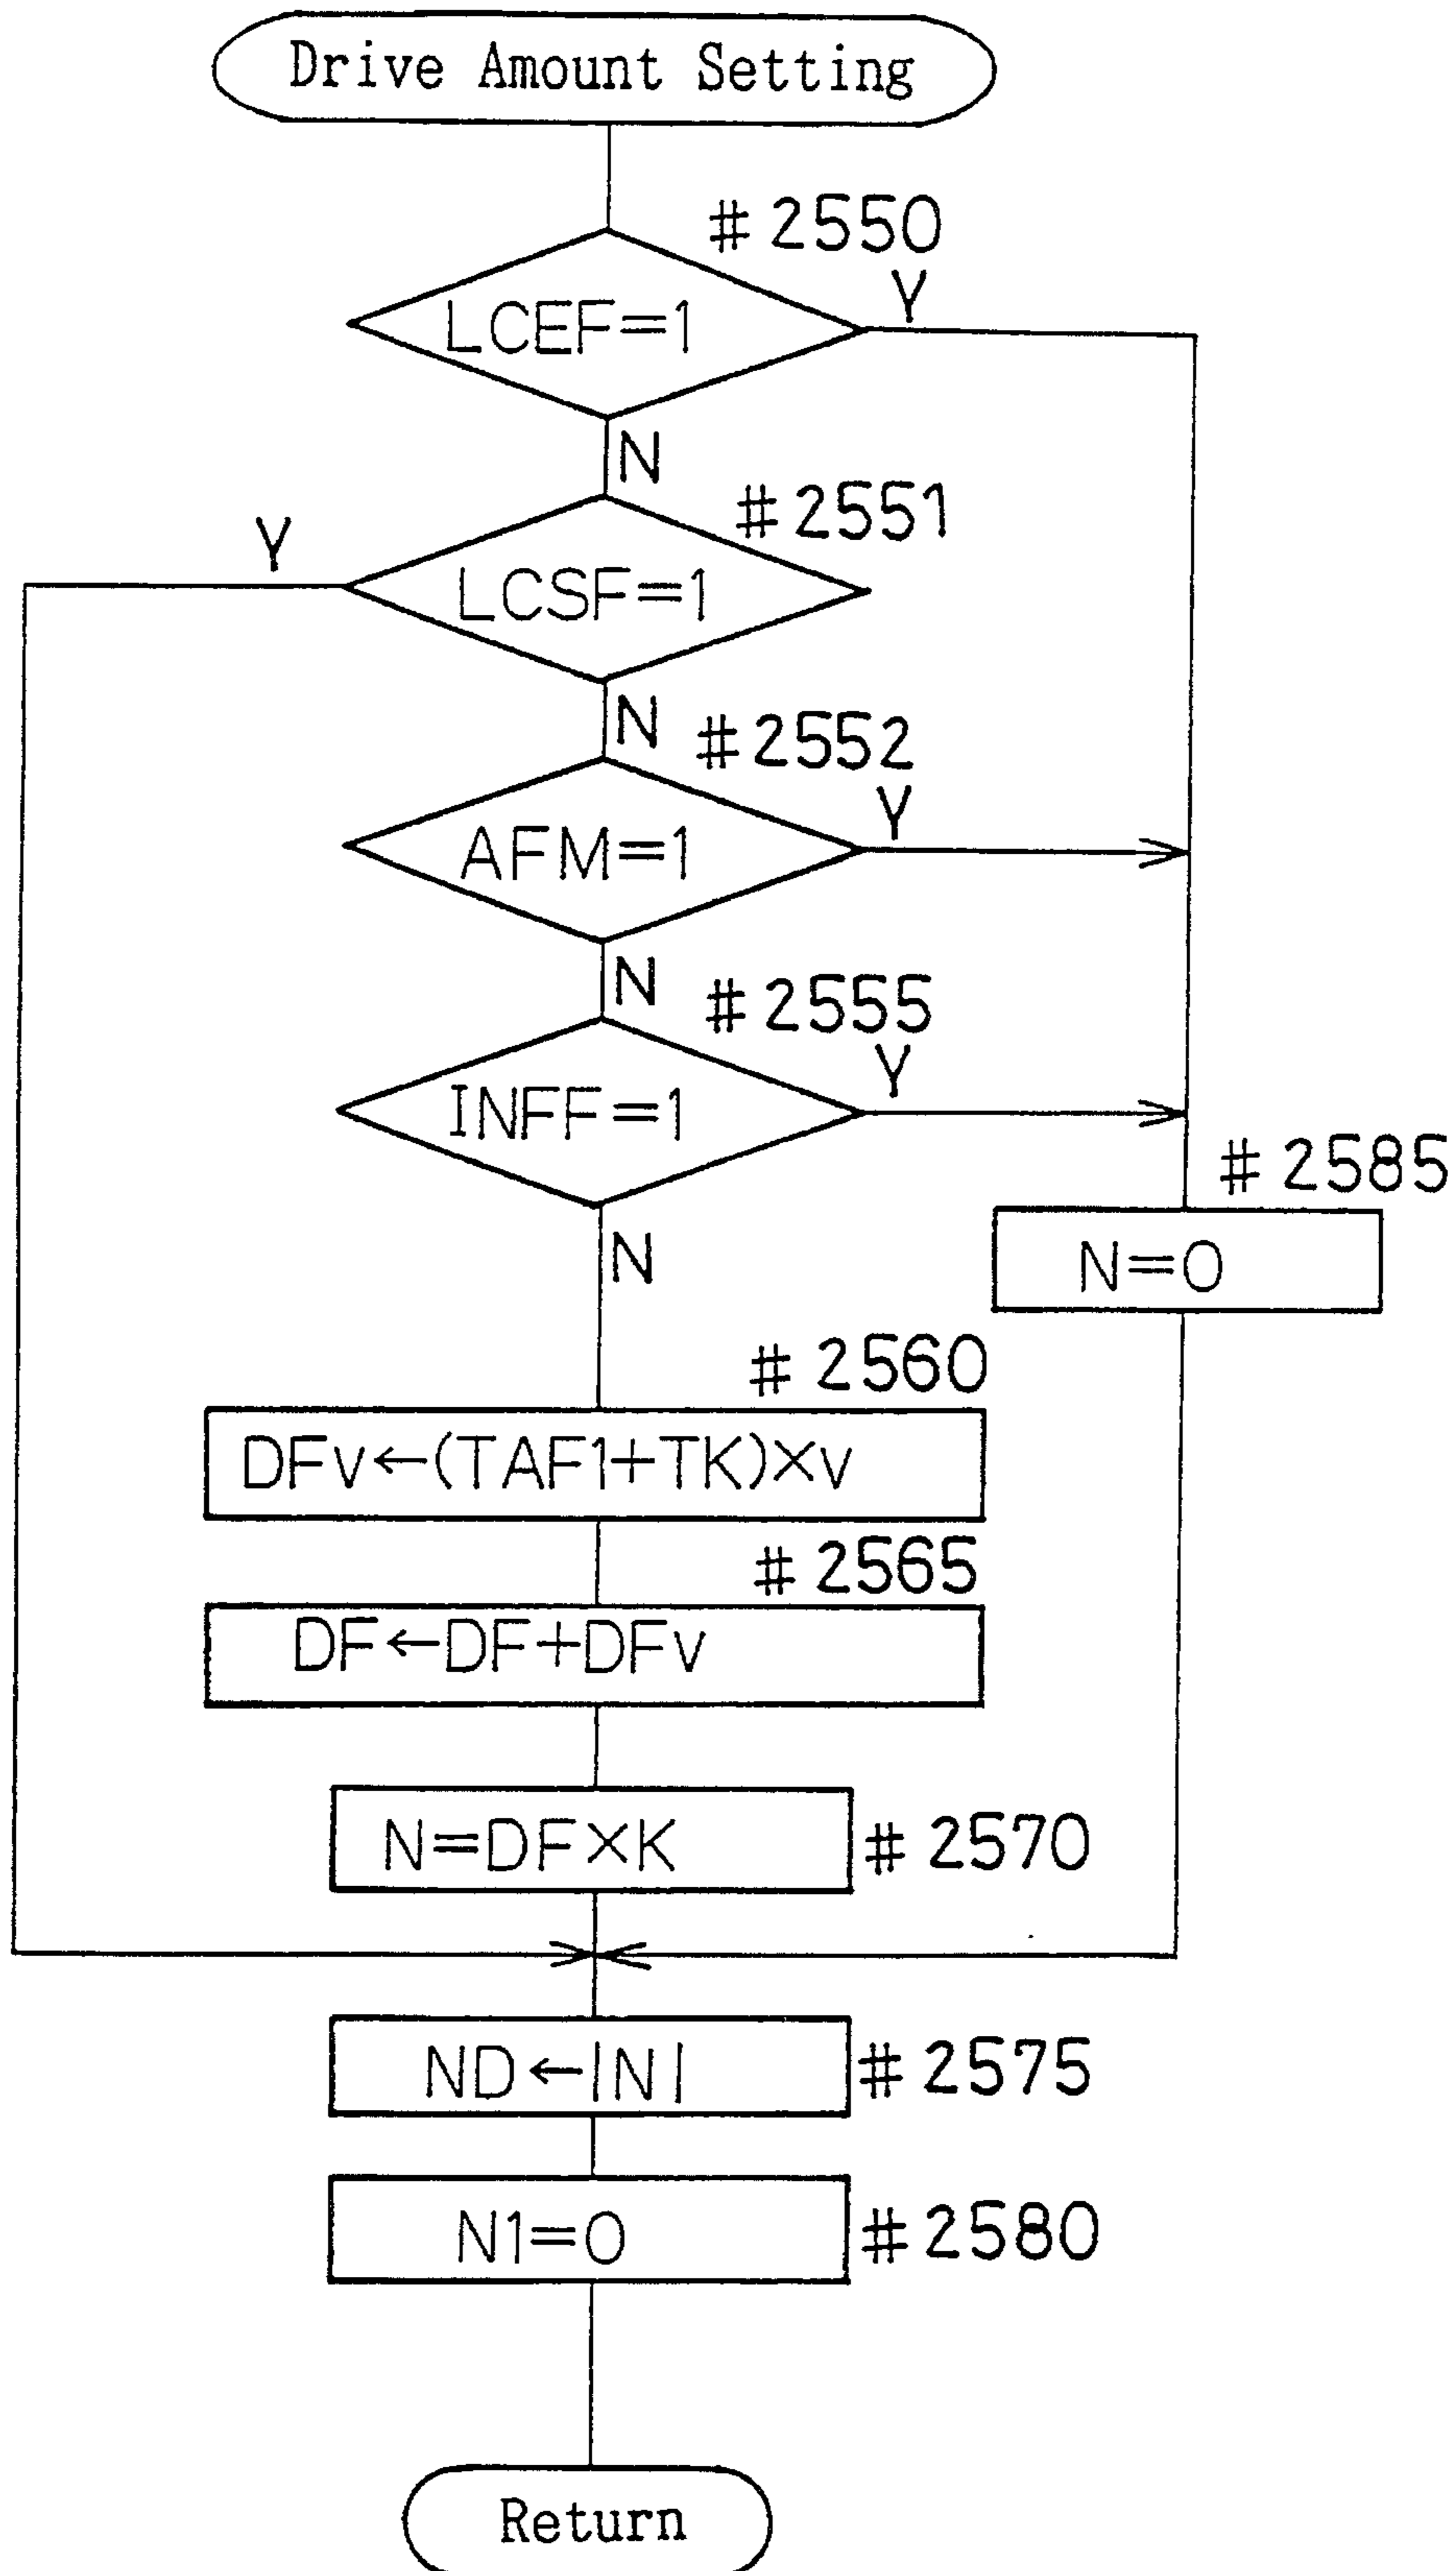 Drive Amount Setting
#2550
Y
LCEF=1
N
#2551
Y
LCSF=1
N
#2552
Y
AFM=1
N
#2555
Y
INFF=1
#2585
N=0
N
#2560
DFv←(TAF1+TK)×v
#2565
DF←DF+DFv
N=DF×K
#2570
ND←|N|
#2575
N1=0
#2580
Return